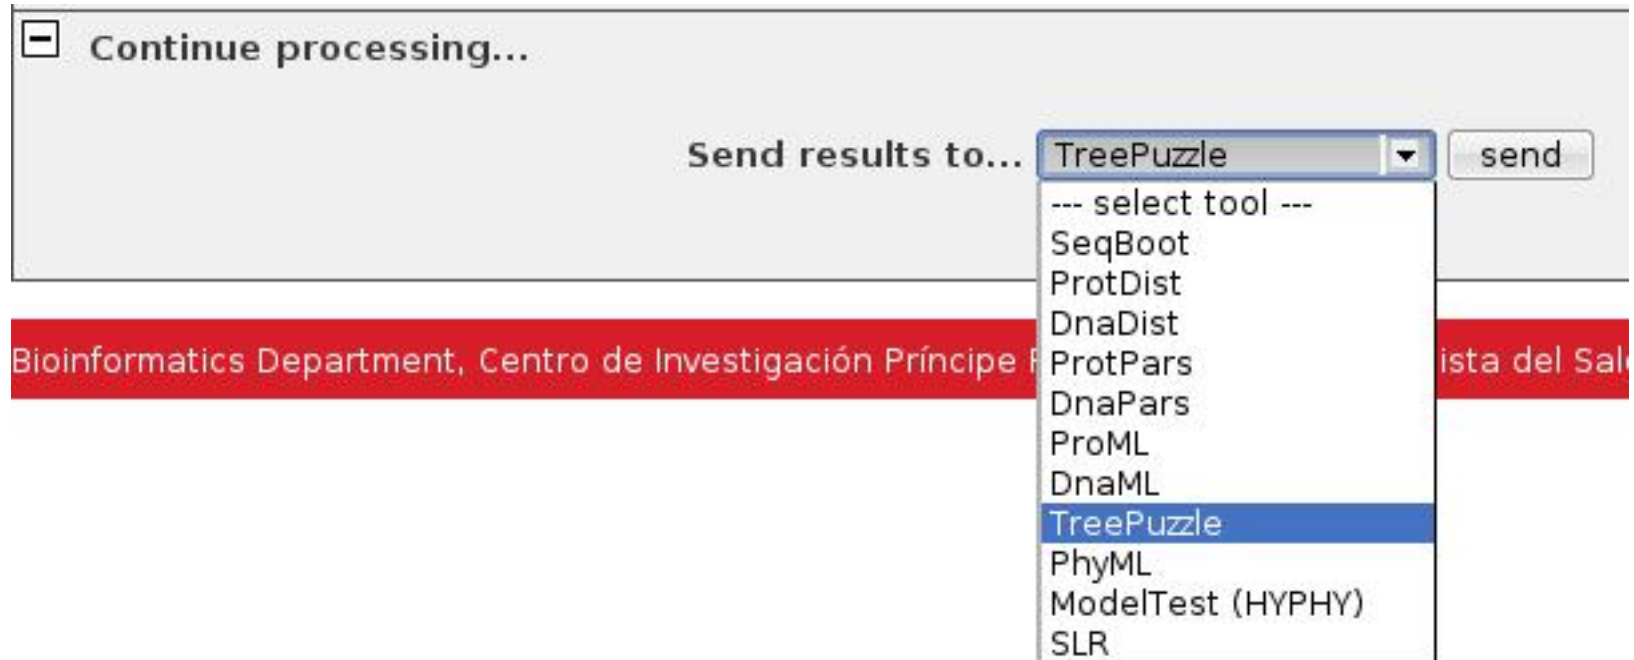 Continue processing...
Send results to... TreePuzzle send
--- select tool ---
SeqBoot
ProtDist
DnaDist
Bioinformatics Department, Centro de Investigación Príncipe ista del
ProtPars
DnaPars
ProML
DnaML
TreePuzzle
PhyML
ModelTest (HYPHY)
SLR